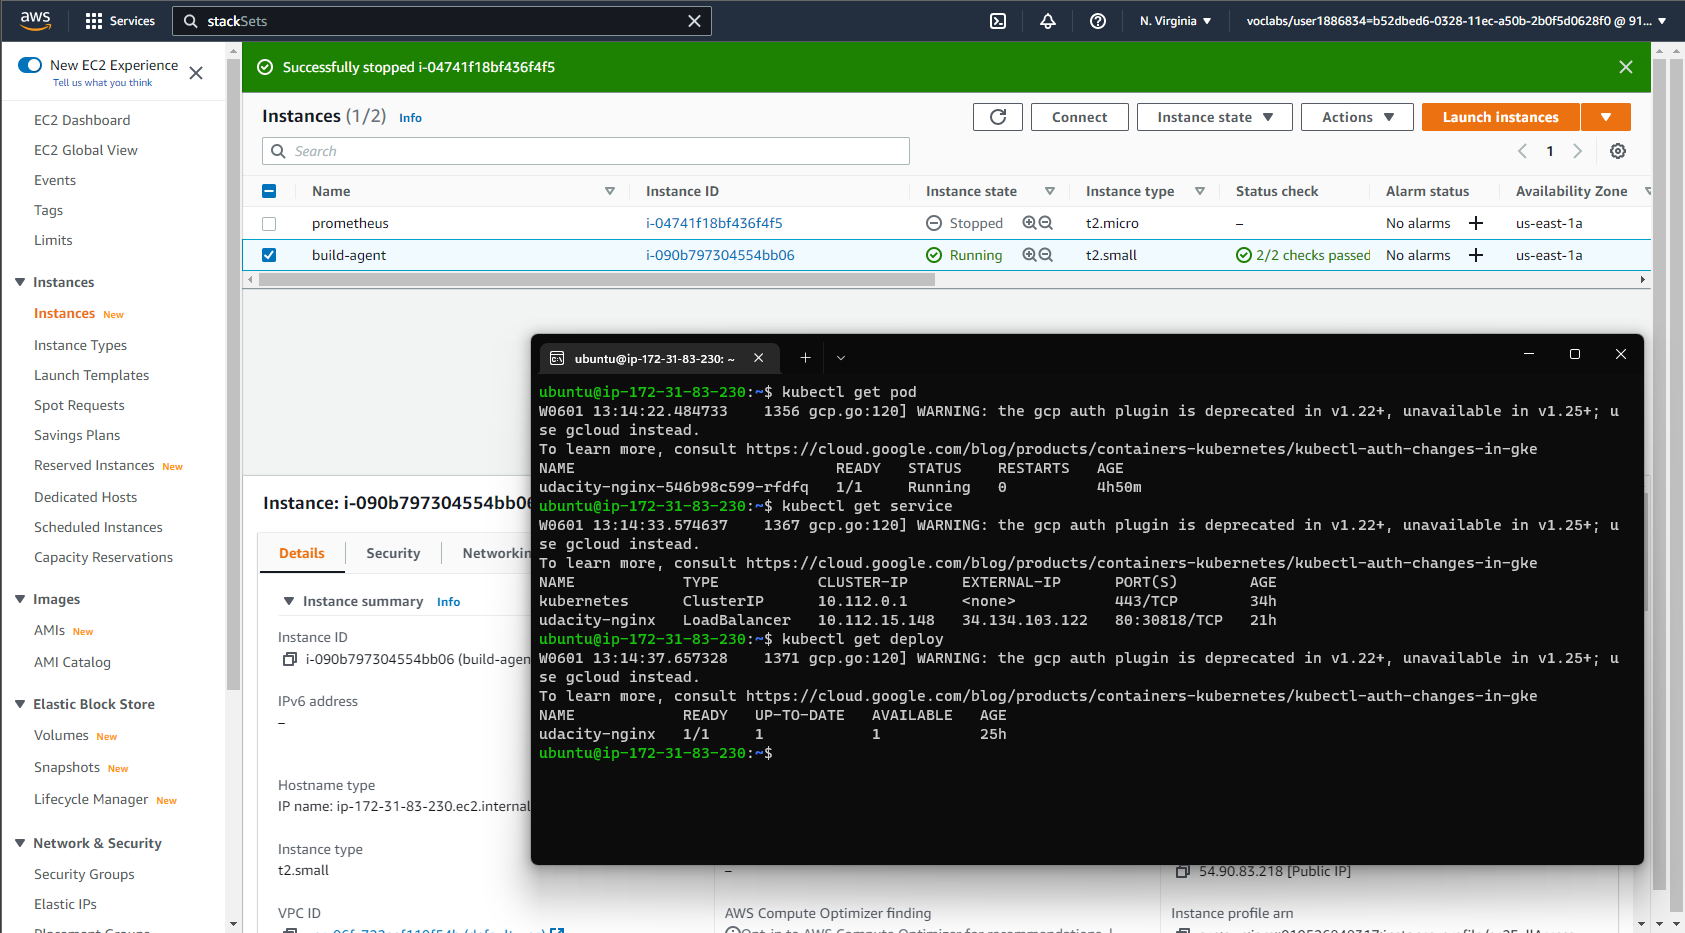 aws
Services
stackSets
N. Virginia
voclabs/user1886834=b52dbed6-0328-11ec-a50b-2b0f5d0628f0 @ 91...
New EC2 Experience
Tell us what you think
EC2 Dashboard
EC2 Global View
Events
Tags
Limits
Instances
Instances New
Instance Types
Launch Templates
Spot Requests
Savings Plans
Reserved Instances New
Dedicated Hosts
Scheduled Instances
Capacity Reservations
Images
AMIs New
AMI Catalog
Elastic Block Store
Volumes New
Snapshots New
Lifecycle Manager New
Network & Security
Security Groups
Elastic IPs
Placement Groups
Successfully stopped i-04741f18bf436f4f5
Instances (1/2) Info
Connect
Instance state
Actions
Launch instances
Search
1
Name Instance ID Instance state Instance type Status check Alarm status Availability Zone
prometheus i-04741f18bf436f4f5 Stopped t2.micro – No alarms us-east-1a
build-agent i-090b797304554bb06 Running t2.small 2/2 checks passed No alarms us-east-1a
Instance: i-090b797304554bb06
Details Security Networkin
Instance summary Info
Instance ID
i-090b797304554bb06 (build-agen
IPv6 address
–
Hostname type
IP name: ip-172-31-83-230.ec2.internal
Instance type
t2.small
VPC ID
–
AWS Compute Optimizer finding
54.90.83.218 [Public IP]
Instance profile arn
ubuntu@ip-172-31-83-230: ~
ubuntu@ip-172-31-83-230:~$ kubectl get pod
W0601 13:14:22.484733    1356 gcp.go:120] WARNING: the gcp auth plugin is deprecated in v1.22+, unavailable in v1.25+; u
se gcloud instead.
To learn more, consult https://cloud.google.com/blog/products/containers-kubernetes/kubectl-auth-changes-in-gke
NAME                             READY   STATUS    RESTARTS   AGE
udacity-nginx-546b98c599-rfdfq   1/1     Running   0          4h50m
ubuntu@ip-172-31-83-230:~$ kubectl get service
W0601 13:14:33.574637    1367 gcp.go:120] WARNING: the gcp auth plugin is deprecated in v1.22+, unavailable in v1.25+; u
se gcloud instead.
To learn more, consult https://cloud.google.com/blog/products/containers-kubernetes/kubectl-auth-changes-in-gke
NAME            TYPE           CLUSTER-IP      EXTERNAL-IP      PORT(S)        AGE
kubernetes      ClusterIP      10.112.0.1      <none>           443/TCP        34h
udacity-nginx   LoadBalancer   10.112.15.148   34.134.103.122   80:30818/TCP   21h
ubuntu@ip-172-31-83-230:~$ kubectl get deploy
W0601 13:14:37.657328    1371 gcp.go:120] WARNING: the gcp auth plugin is deprecated in v1.22+, unavailable in v1.25+; u
se gcloud instead.
To learn more, consult https://cloud.google.com/blog/products/containers-kubernetes/kubectl-auth-changes-in-gke
NAME            READY   UP-TO-DATE   AVAILABLE   AGE
udacity-nginx   1/1     1            1           25h
ubuntu@ip-172-31-83-230:~$